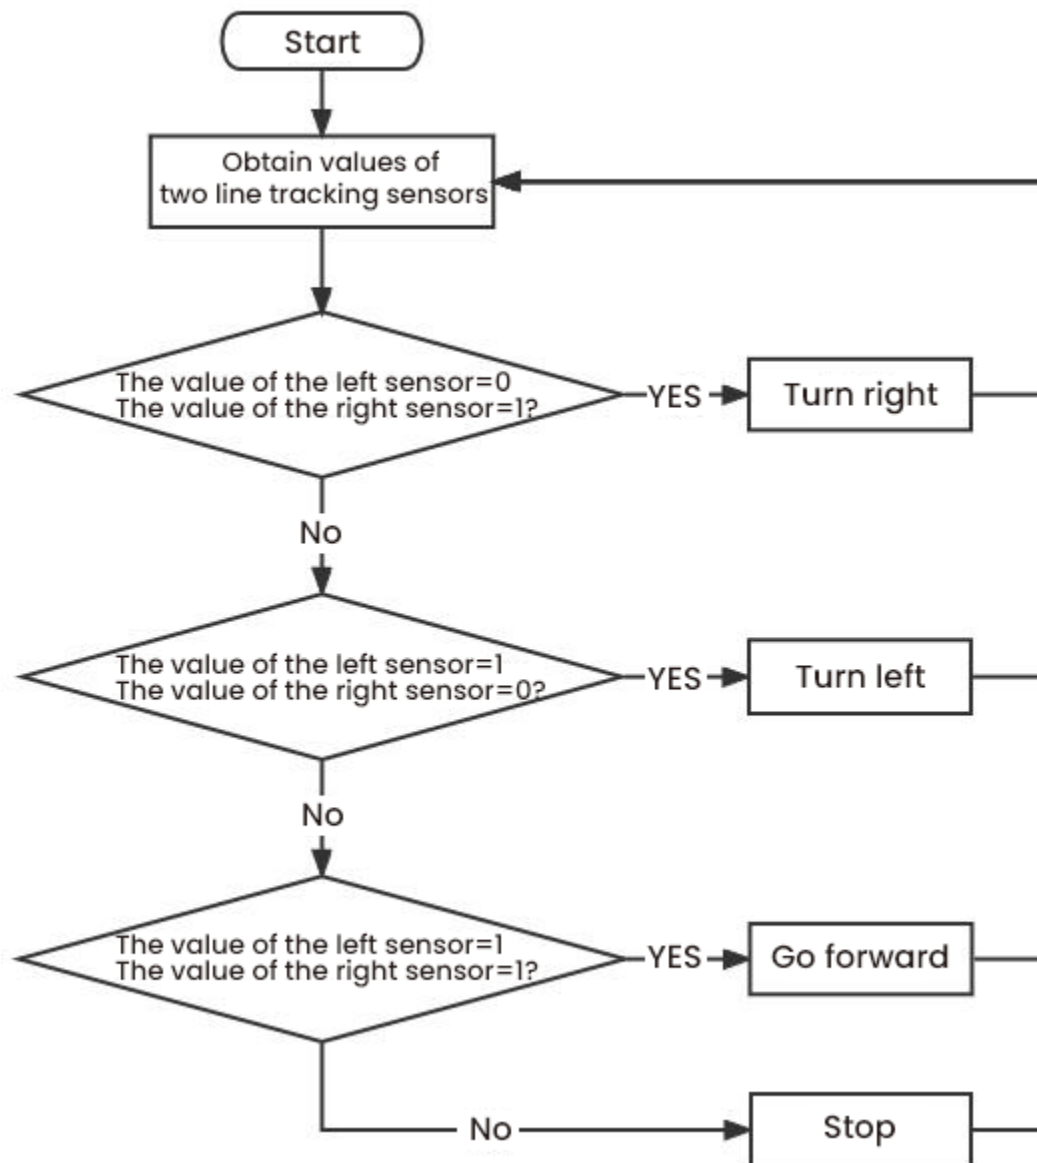 Start
Obtain values of
two line tracking sensors
The value of the left sensor=0
The value of the right sensor=1?
YES
Turn right
No
The value of the left sensor=1
The value of the right sensor=0?
YES
Turn left
No
The value of the left sensor=1
The value of the right sensor=1?
YES
Go forward
No
Stop